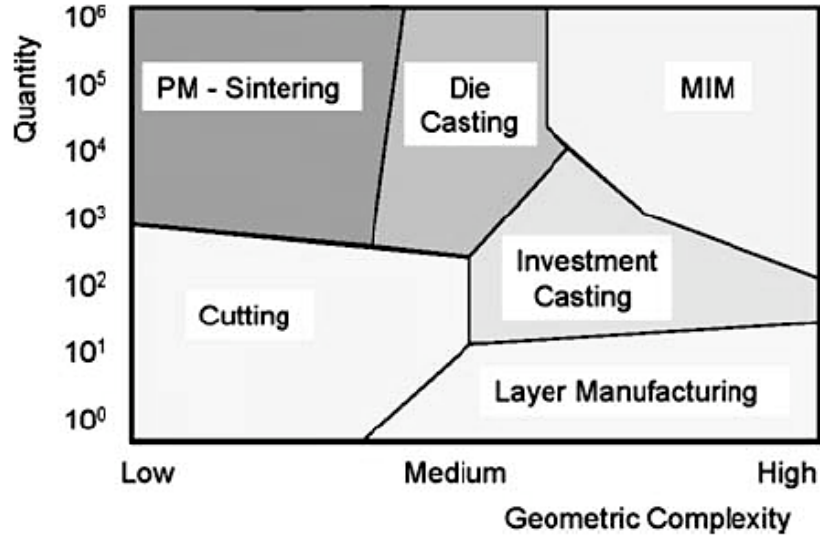 Quantity
10⁶
10⁵
10⁴
10³
10²
10¹
10⁰
PM - Sintering
Die
Casting
MIM
Investment
Casting
Cutting
Layer Manufacturing
Low
Medium
High
Geometric Complexity